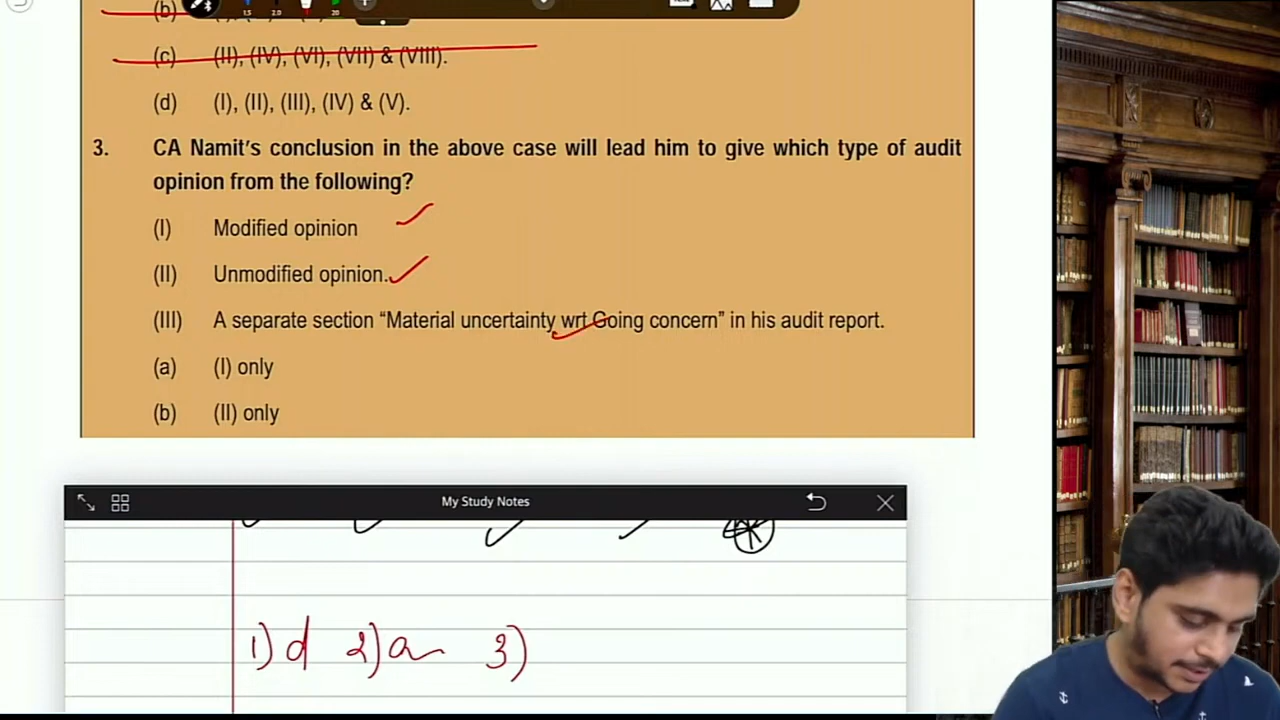 (b)
(c) (II), (IV), (VI), (VII) & (VIII).
(d) (I), (II), (III), (IV) & (V).
3. CA Namit's conclusion in the above case will lead him to give which type of audit
opinion from the following?
(I) Modified opinion
(II) Unmodified opinion.
(III) A separate section “Material uncertainty wrt Going concern” in his audit report.
(a) (I) only
(b) (II) only
My Study Notes
1) d 2) a 3)